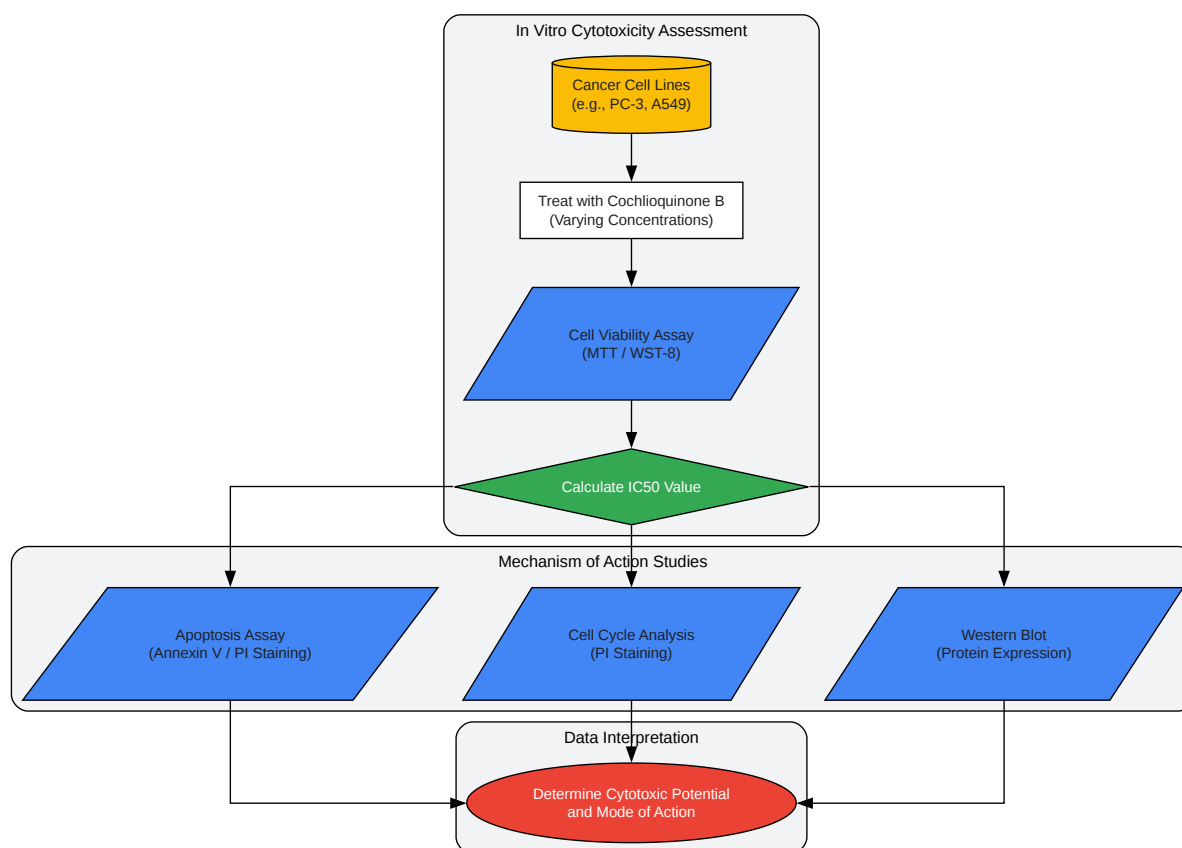 In Vitro Cytotoxicity Assessment
Cancer Cell Lines
(e.g., PC-3, A549)
Treat with Cochlioquinone B
(Varying Concentrations)
Cell Viability Assay
(MTT / WST-8)
Calculate IC50 Value
Mechanism of Action Studies
Apoptosis Assay
(Annexin V / PI Staining)
Cell Cycle Analysis
(PI Staining)
Western Blot
(Protein Expression)
Data Interpretation
Determine Cytotoxic Potential
and Mode of Action